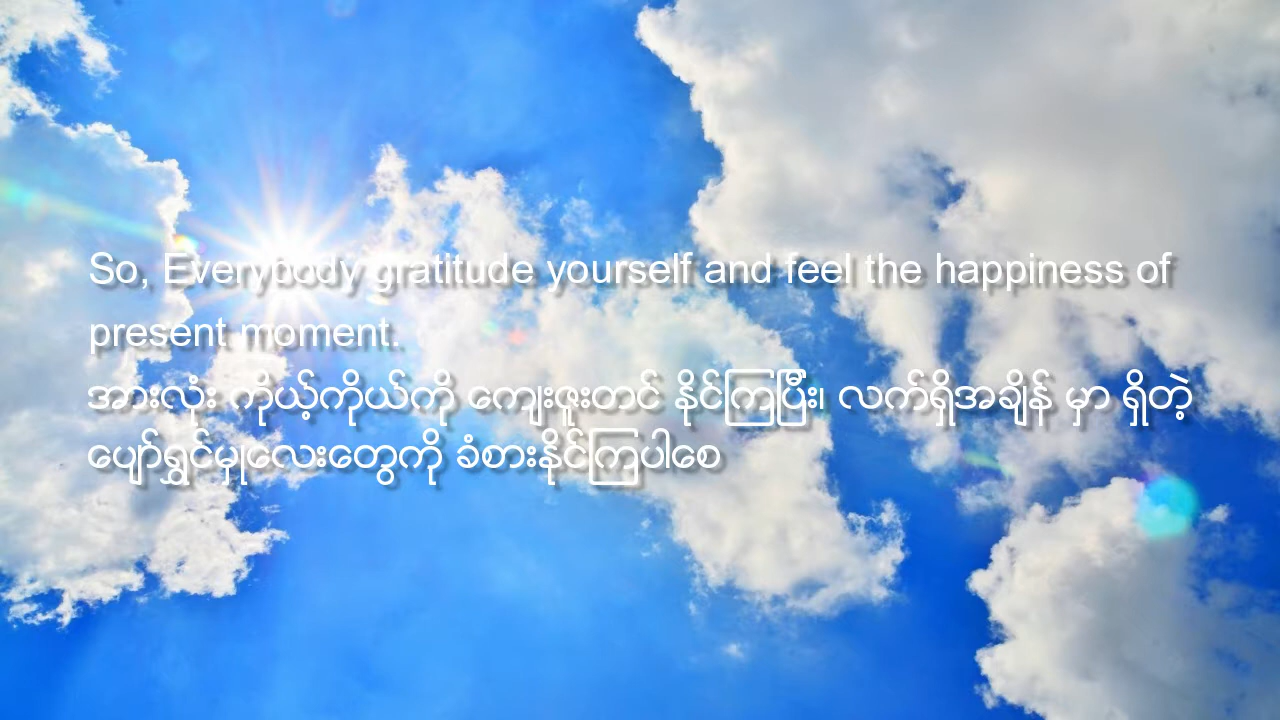 So, Everybody gratitude yourself and feel the happiness of
present moment.
အားလုံး ကိုယ့်ကိုယ်ကို ကျေးဇူးတင် နိုင်ကြပြီး၊ လက်ရှိအချိန် မှာ ရှိတဲ့
ပျော်ရွှင်မှုလေးတွေကို ခံစားနိုင်ကြပါစေ